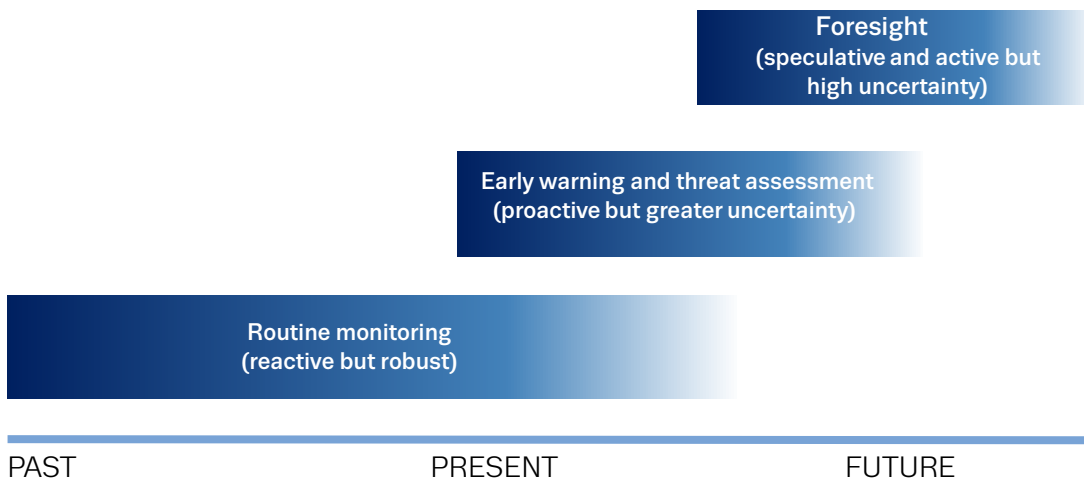 Foresight
(speculative and active but
high uncertainty)
Early warning and threat assessment
(proactive but greater uncertainty)
Routine monitoring
(reactive but robust)
PAST PRESENT FUTURE